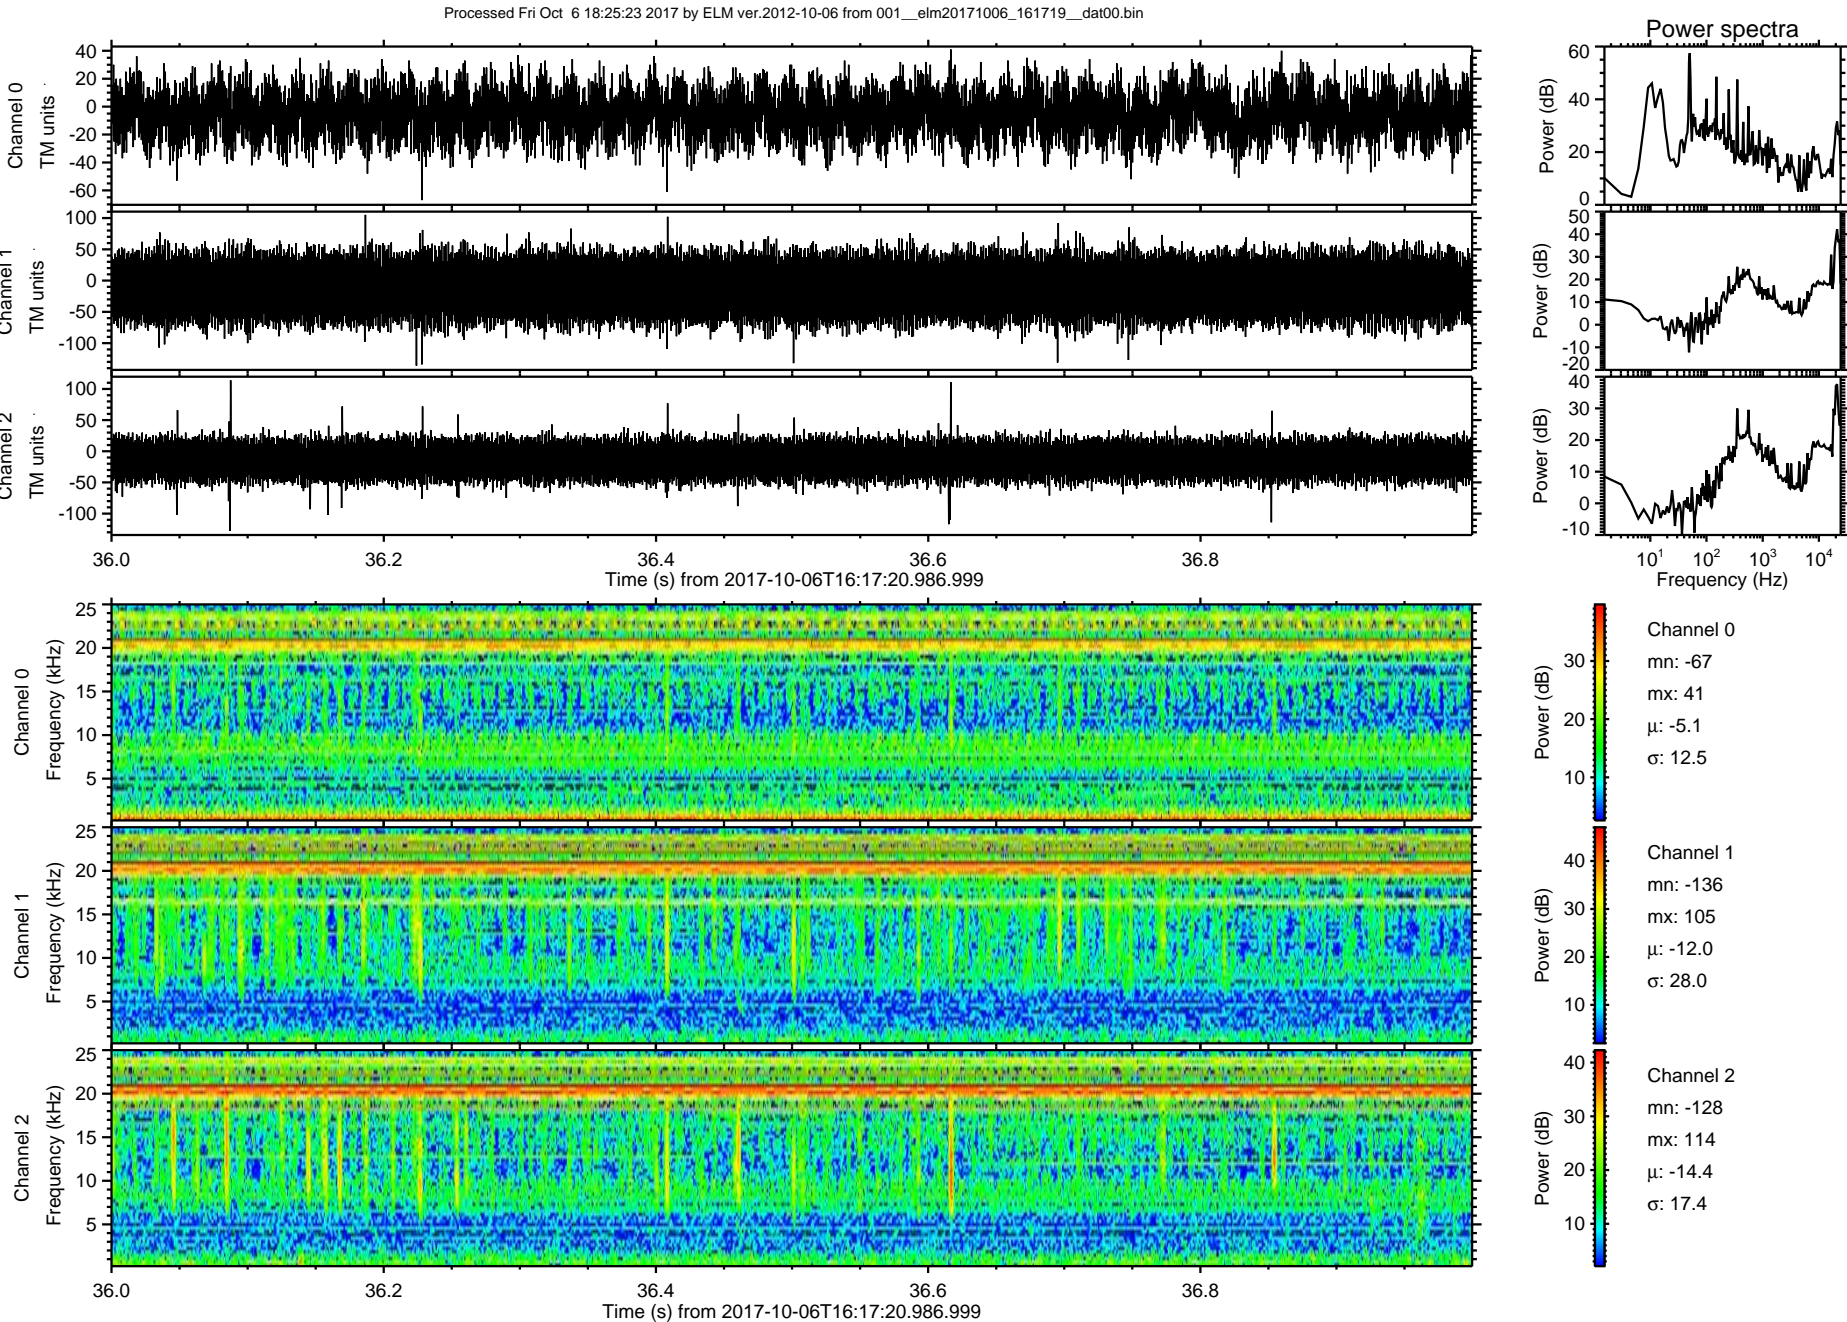 Processed Fri Oct  6 18:25:23 2017 by ELM ver.2012-10-06 from 001__elm20171006_161719__dat00.bin
Power spectra
Channel 0
TM units
40
20
0
-20
-40
-60
Power (dB)
60
40
20
0
Channel 1
TM units
100
50
0
-50
-100
Power (dB)
50
40
30
20
10
0
-10
-20
Channel 2
TM units
100
50
0
-50
-100
Power (dB)
40
30
20
10
0
-10
36.0 36.2 36.4 36.6 36.8
Time (s) from 2017-10-06T16:17:20.986.999
10^1 10^2 10^3 10^4
Frequency (Hz)
Channel 0
Frequency (kHz)
25
20
15
10
5
Power (dB)
30
20
10
Channel 0
mn: -67
mx: 41
μ: -5.1
σ: 12.5
Channel 1
Frequency (kHz)
25
20
15
10
5
Power (dB)
40
30
20
10
Channel 1
mn: -136
mx: 105
μ: -12.0
σ: 28.0
Channel 2
Frequency (kHz)
25
20
15
10
5
Power (dB)
40
30
20
10
Channel 2
mn: -128
mx: 114
μ: -14.4
σ: 17.4
36.0 36.2 36.4 36.6 36.8
Time (s) from 2017-10-06T16:17:20.986.999